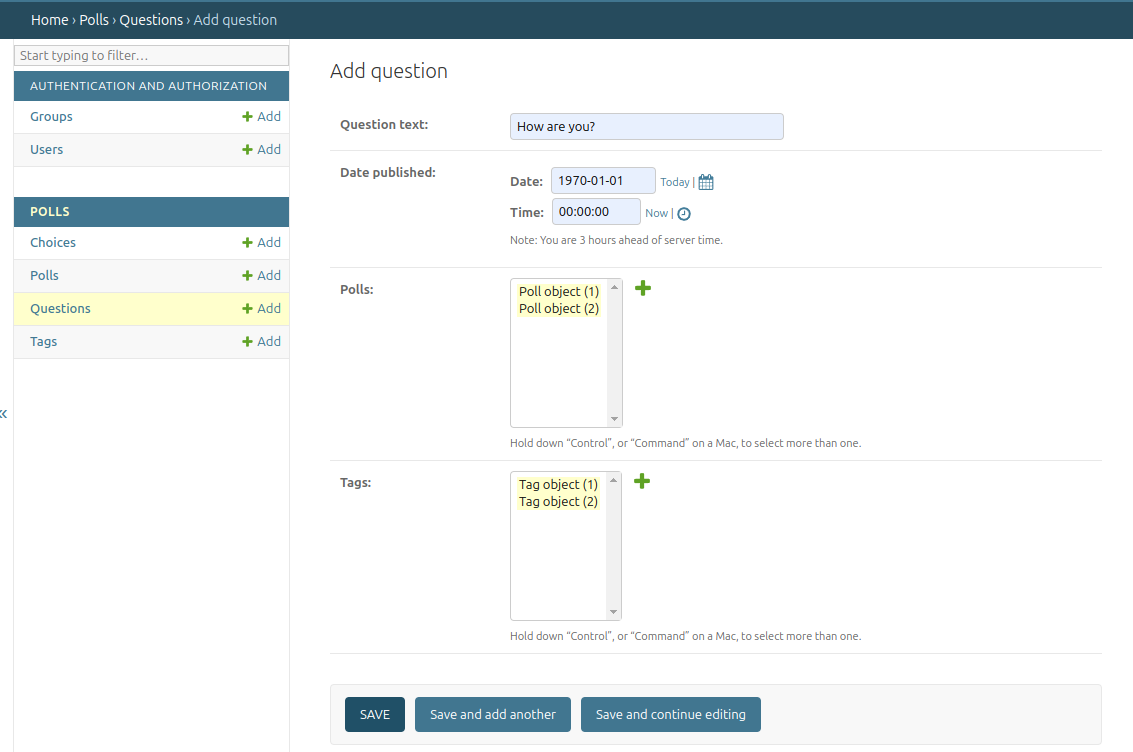 Home › Polls › Questions › Add question
Start typing to filter…
AUTHENTICATION AND AUTHORIZATION
Groups + Add
Users + Add
POLLS
Choices + Add
Polls + Add
Questions + Add
Tags + Add
«
Add question
Question text: How are you?
Date published:
Date: 1970-01-01 Today |
Time: 00:00:00 Now |
Note: You are 3 hours ahead of server time.
Polls:
Poll object (1)
Poll object (2)
Hold down “Control”, or “Command” on a Mac, to select more than one.
Tags:
Tag object (1)
Tag object (2)
Hold down “Control”, or “Command” on a Mac, to select more than one.
SAVE Save and add another Save and continue editing